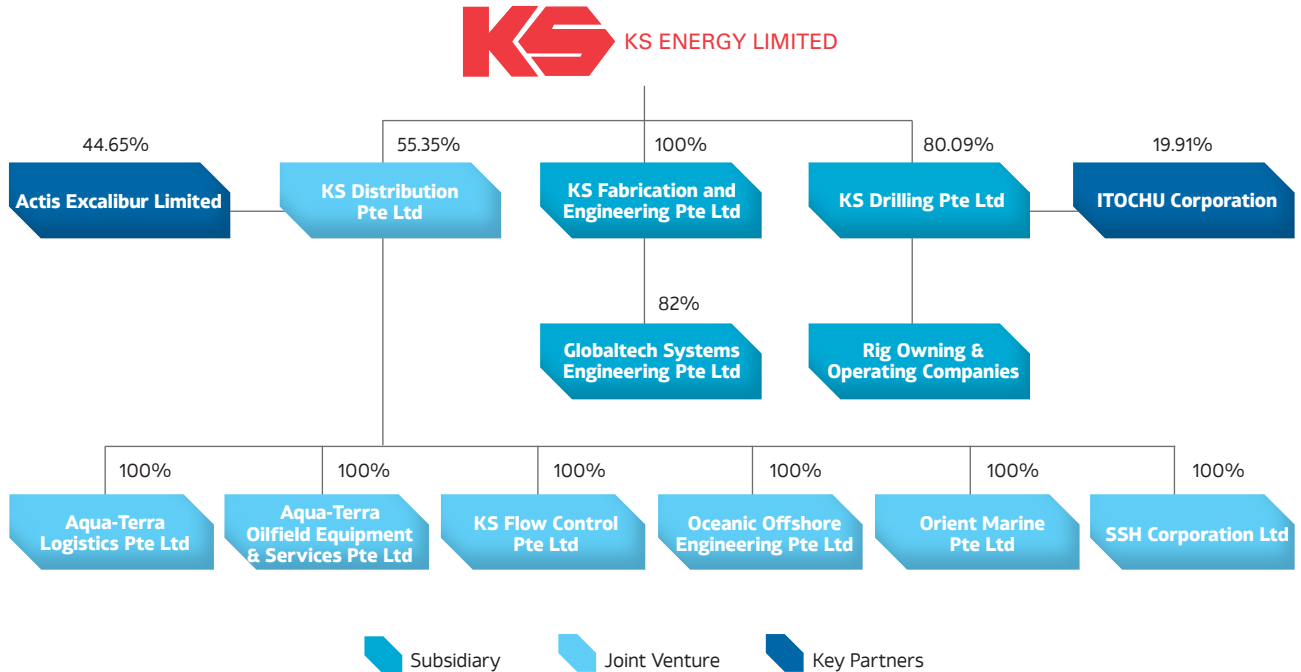 KS KS ENERGY LIMITED
44.65%
55.35%
100%
80.09%
19.91%
Actis Excalibur Limited
KS Distribution
Pte Ltd
KS Fabrication and
Engineering Pte Ltd
KS Drilling Pte Ltd
ITOCHU Corporation
82%
Globaltech Systems
Engineering Pte Ltd
Rig Owning &
Operating Companies
100%
100%
100%
100%
100%
100%
Aqua-Terra
Logistics Pte Ltd
Aqua-Terra
Oilfield Equipment
& Services Pte Ltd
KS Flow Control
Pte Ltd
Oceanic Offshore
Engineering Pte Ltd
Orient Marine
Pte Ltd
SSH Corporation Ltd
Subsidiary
Joint Venture
Key Partners